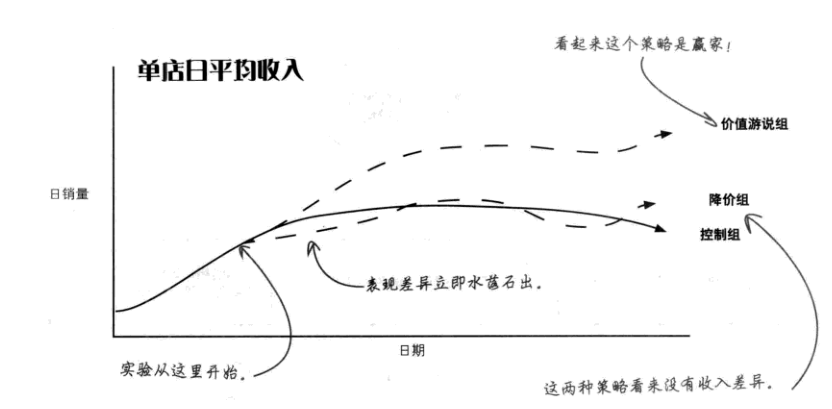 看起来这个策略是赢家！
单店日平均收入
价值游说组
日销量
降价组
控制组
表现差异立即水落石出。
日期
实验从这里开始。
这两种策略看来没有收入差异。